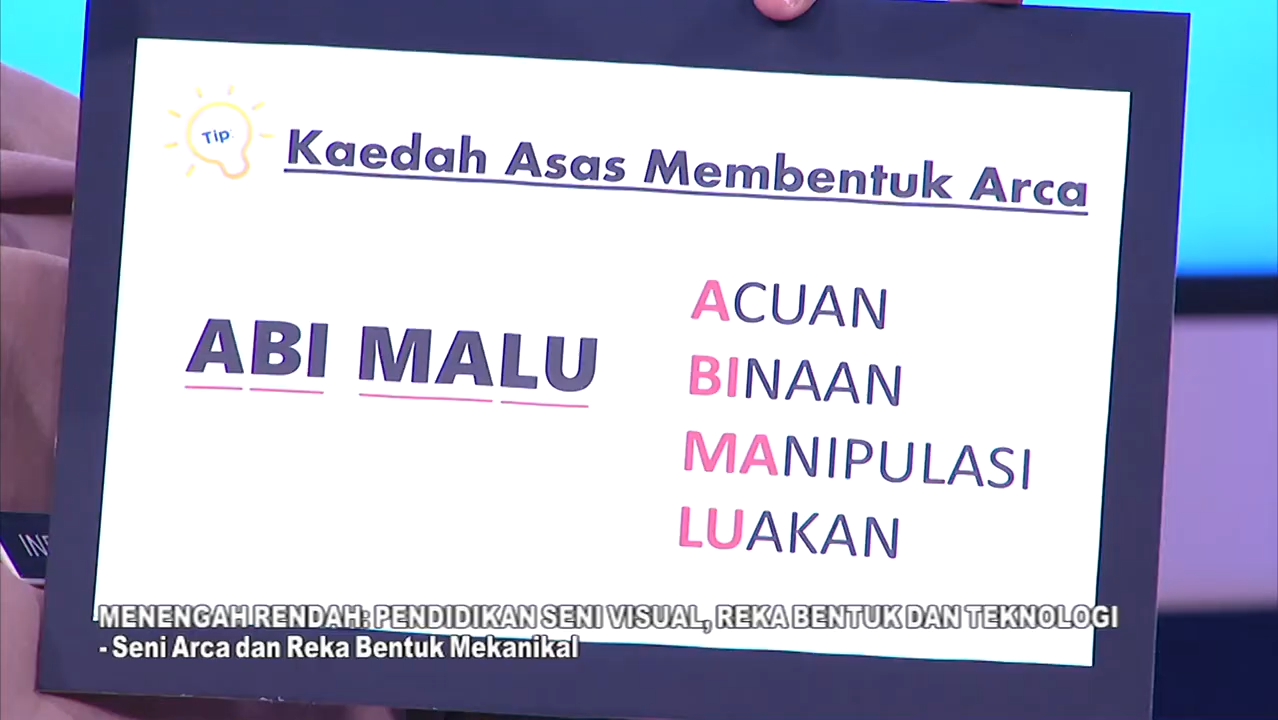 Tip:
Kaedah Asas Membentuk Arca
ABI MALU
ACUAN
BINAAN
MANIPULASI
LUAKAN
MENENGAH RENDAH: PENDIDIKAN SENI VISUAL, REKA BENTUK DAN TEKNOLOGI
- Seni Arca dan Reka Bentuk Mekanikal